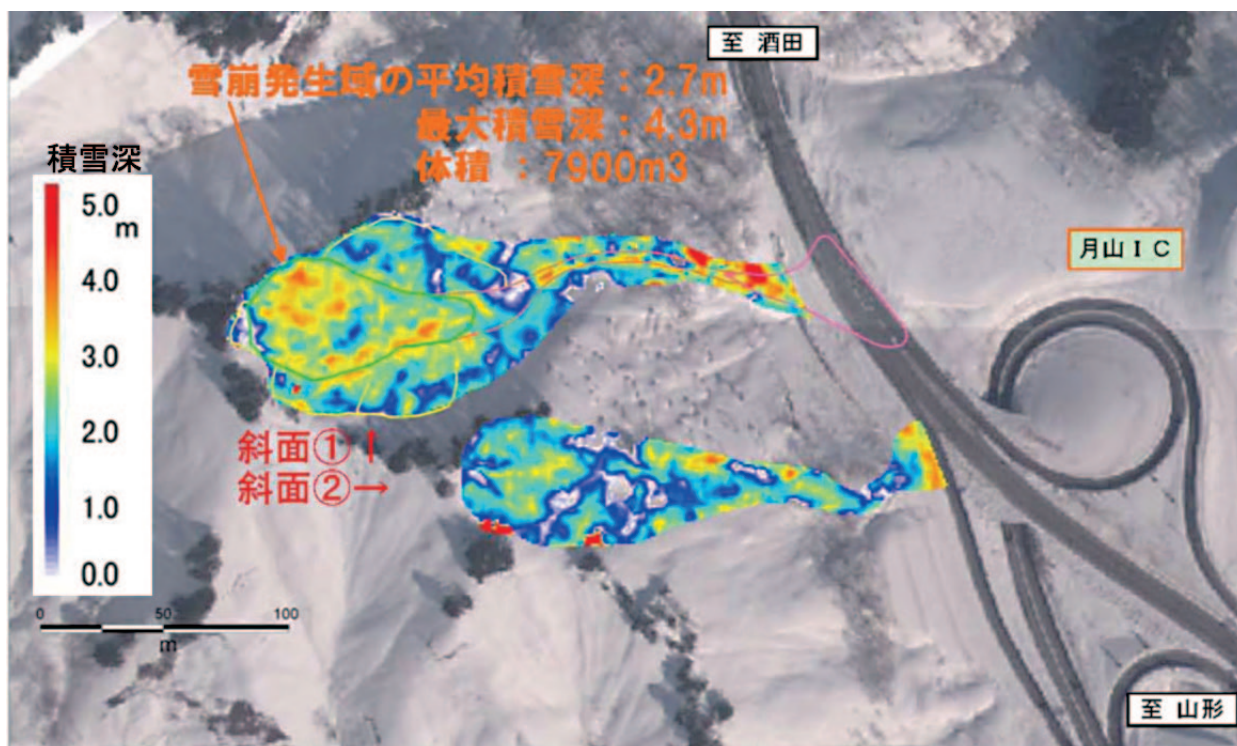 至 酒田
雪崩発生域の平均積雪深：2.7m
最大積雪深：4.3m
体積 ：7900m3
積雪深
5.0
m
4.0
3.0
2.0
1.0
0.0
月山ＩＣ
斜面①↑
斜面②→
0 50 100
m
至 山形